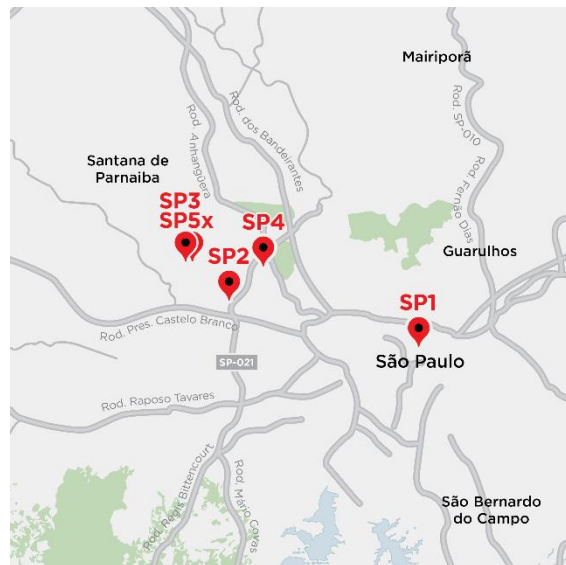 Mairiporã
Rod. SP-010
Rod. Fernão Dias
Rod. dos Bandeirantes
Rod. Anhangüera
Santana de
Parnaiba
SP3
SP5x
SP4
SP2
Guarulhos
SP1
São Paulo
Rod. Pres. Castelo Branco
SP-021
Rod. Raposo Tavares
Rod. Régis Bittencourt
Rod. Mário Covas
São Bernardo
do Campo